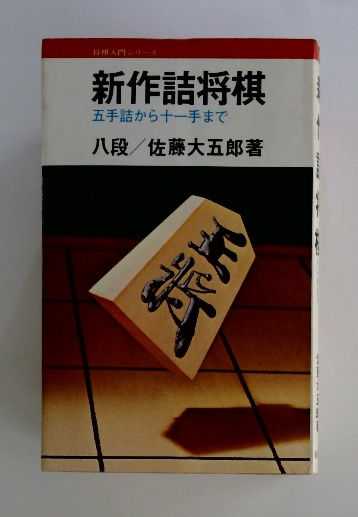 将棋入門シリーズ
新作詰将棋
五手詰から十一手まで
八段／佐藤大五郎著
王将